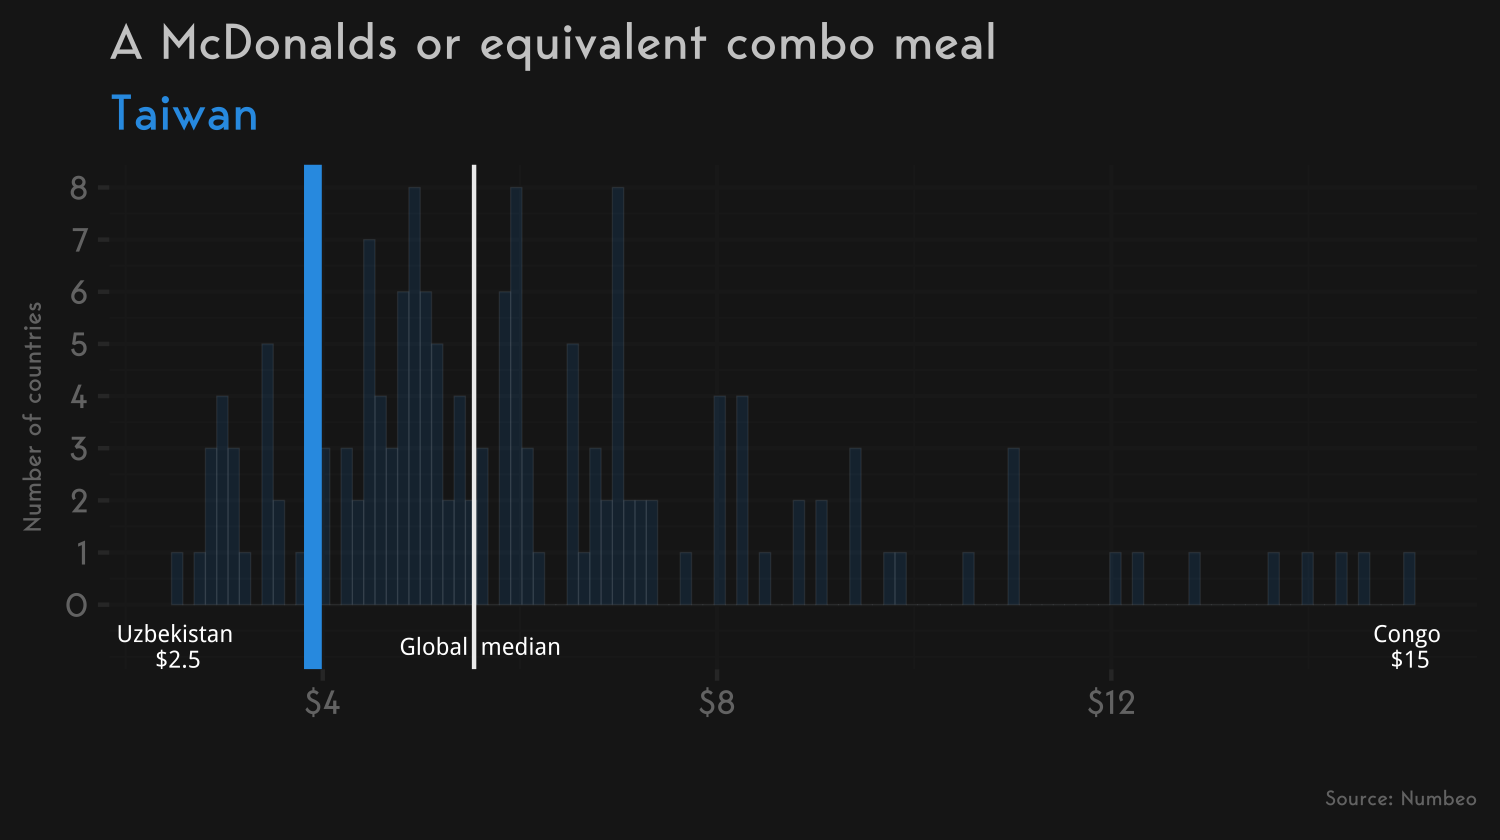 A McDonalds or equivalent combo meal
Taiwan
Number of countries
8
7
6
5
4
3
2
1
0
Uzbekistan
$2.5
Global median
Congo
$15
$4 $8 $12
Source: Numbeo